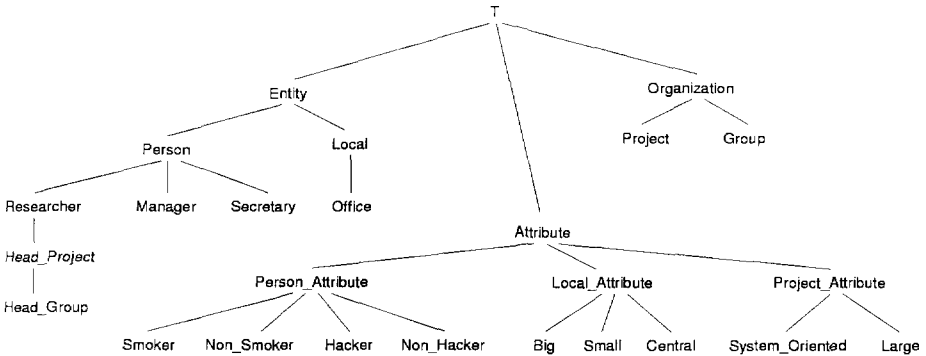 T
Entity
Organization
Person
Local
Project
Group
Researcher
Manager
Secretary
Office
Attribute
Head_Project
Person_Attribute
Local_Attribute
Project_Attribute
Head_Group
Smoker
Non_Smoker
Hacker
Non_Hacker
Big
Small
Central
System_Oriented
Large